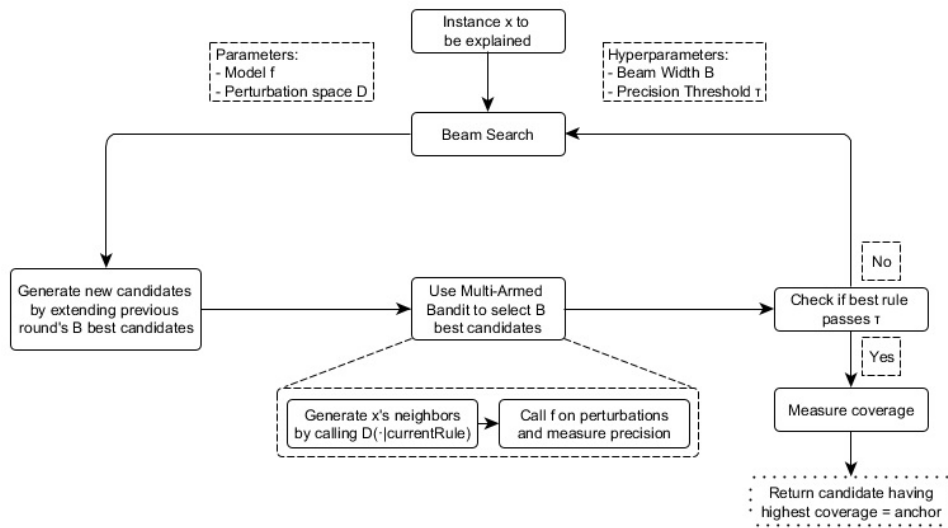 Instance x to
be explained
Parameters:
- Model f
- Perturbation space D
Hyperparameters:
- Beam Width B
- Precision Threshold τ
Beam Search
No
Generate new candidates
by extending previous
round's B best candidates
Use Multi-Armed
Bandit to select B
best candidates
Check if best rule
passes τ
Yes
Generate x's neighbors
by calling D(·|currentRule)
Call f on perturbations
and measure precision
Measure coverage
Return candidate having
highest coverage = anchor